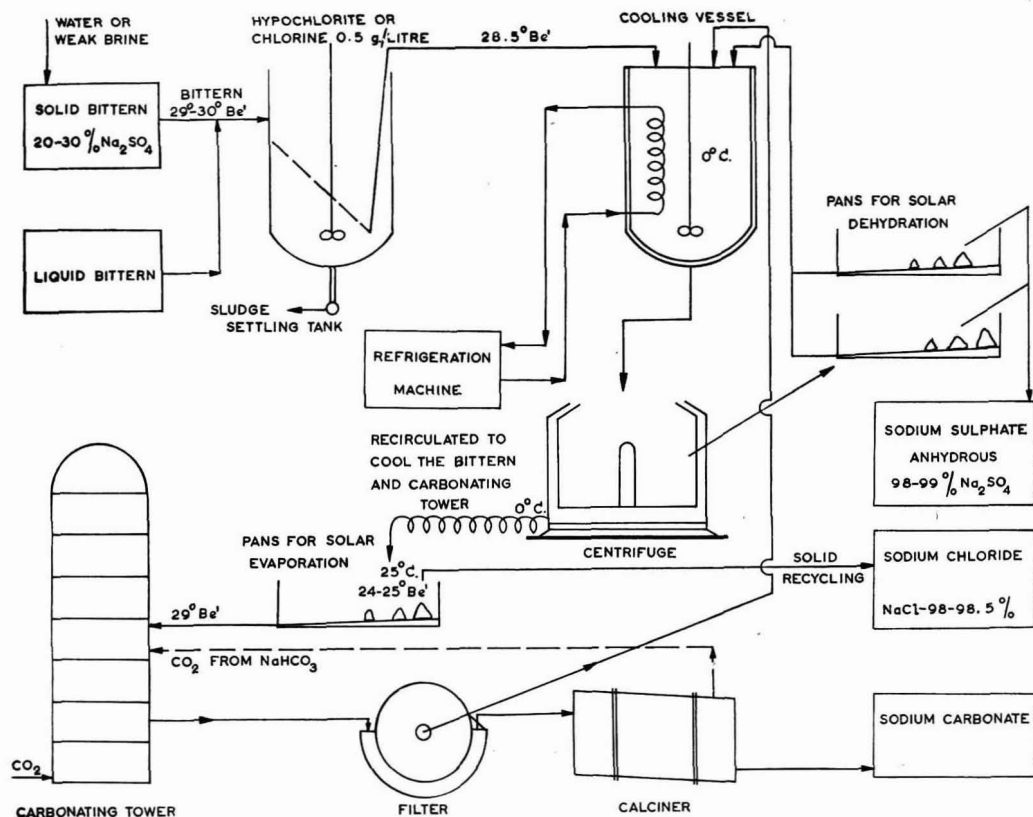 WATER OR
WEAK BRINE
HYPOCHLORITE OR
CHLORINE 0.5 g/LITRE
28.5°Be'
COOLING VESSEL
SOLID BITTERN
20-30% Na₂SO₄
BITTERN
29°-30° Be'
0°C.
PANS FOR SOLAR
DEHYDRATION
LIQUID BITTERN
SLUDGE
SETTLING TANK
REFRIGERATION
MACHINE
RECIRCULATED TO
COOL THE BITTERN
AND CARBONATING
TOWER
0°C.
SODIUM SULPHATE
ANHYDROUS
98-99% Na₂SO₄
CENTRIFUGE
PANS FOR SOLAR
EVAPORATION
25°C.
24-25°Be'
SOLID
RECYCLING
SODIUM CHLORIDE
NaCl-98-98.5%
29°Be'
CO₂ FROM NaHCO₃
SODIUM CARBONATE
CO₂
CARBONATING TOWER
FILTER
CALCINER